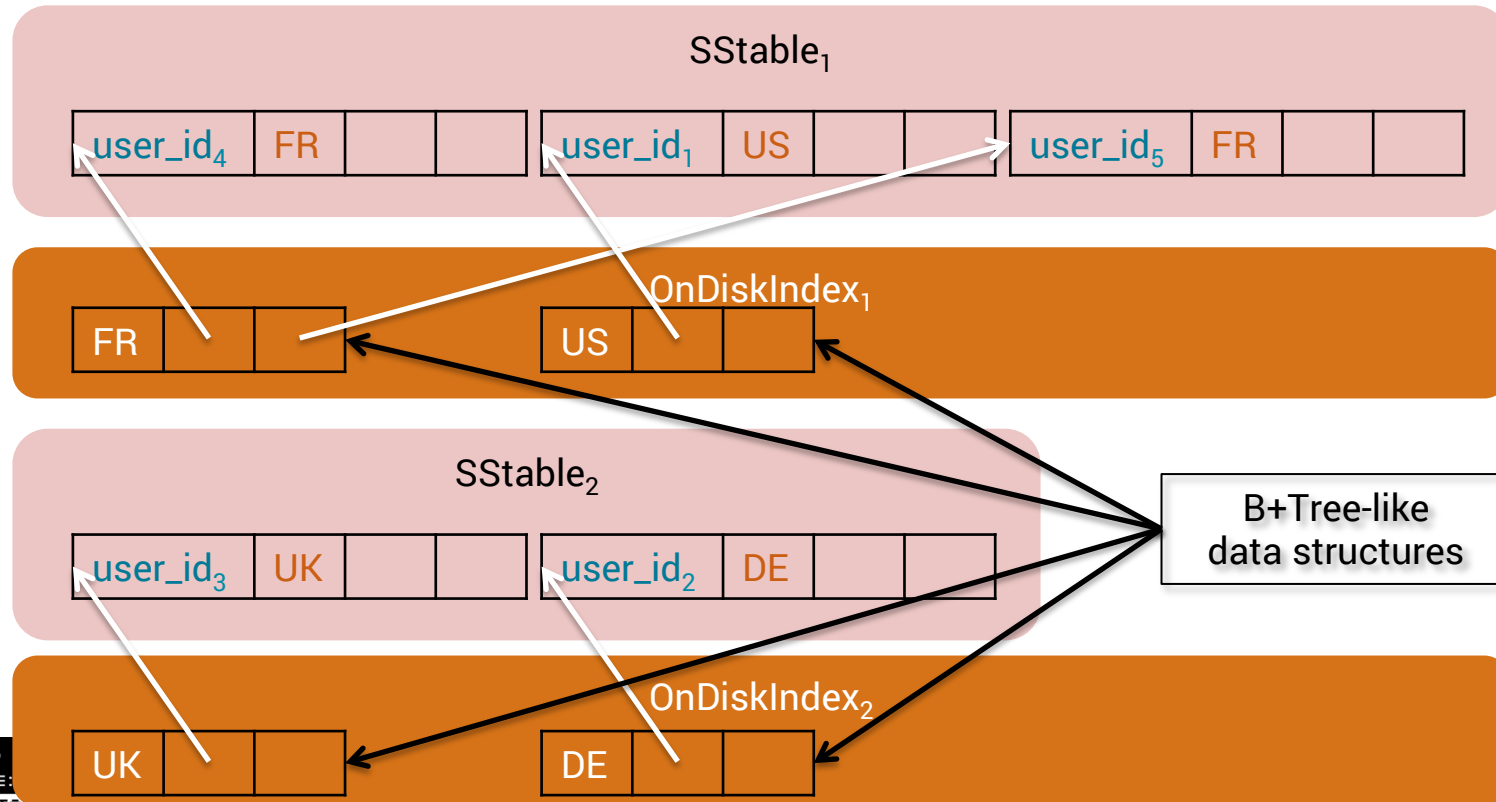 SStable₁
user_id₄ FR user_id₁ US user_id₅ FR
OnDiskIndex₁
FR US
SStable₂
B+Tree-like
data structures
user_id₃ UK user_id₂ DE
OnDiskIndex₂
UK DE